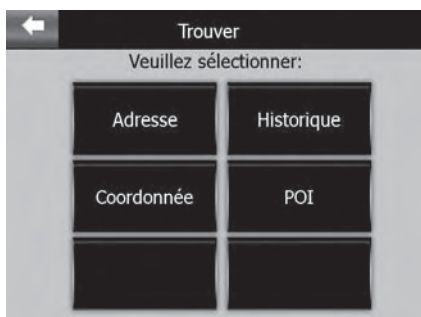 Trouver
Veuillez sélectionner:
Adresse Historique
Coordonnée POI